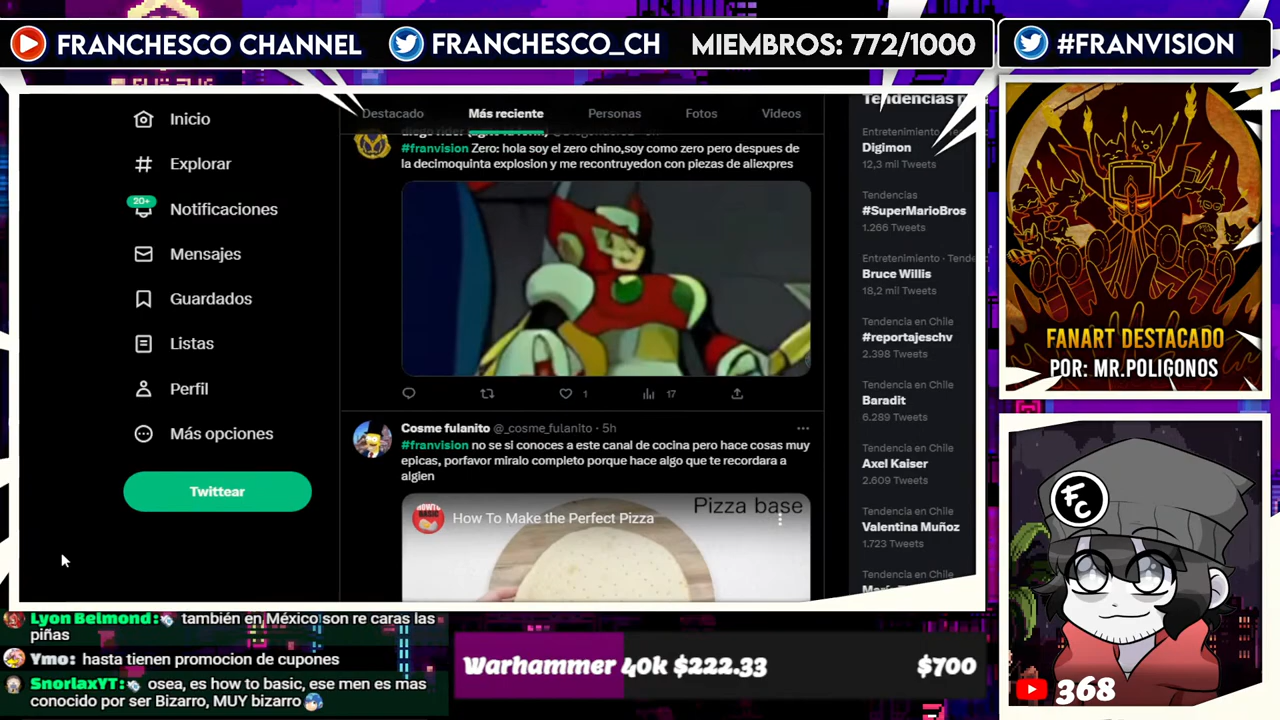 FRANCHESCO CHANNEL
FRANCHESCO_CH
MIEMBROS: 772/1000
#FRANVISION
Inicio
Explorar
20+
Notificaciones
Mensajes
Guardados
Listas
Perfil
Más opciones
Twittear
Destacado
Más reciente
Personas
Fotos
Videos
#franvision Zero: hola soy el zero chino,soy como zero pero despues de
la decimoquinta explosion y me recontruyedon con piezas de aliexpres
1
17
Cosme fulanito @_cosme_fulanito · 5h
#franvision no se si conoces a este canal de cocina pero hace cosas muy
epicas, porfavor miralo completo porque hace algo que te recordara a
algien
HOW TO
BASIC
How To Make the Perfect Pizza
Pizza base
Tendencias
Entretenimiento
Digimon
12,3 mil Tweets
Tendencias
#SuperMarioBros
1.266 Tweets
Entretenimiento · Tende
Bruce Willis
18,2 mil Tweets
Tendencia en Chile
#reportajeschv
2.398 Tweets
Tendencia en Chile
Baradit
6.289 Tweets
Tendencia en Chile
Axel Kaiser
2.609 Tweets
Tendencia en Chile
Valentina Muñoz
1.723 Tweets
Tendencia en Chile
FANART DESTACADO
POR: MR.POLIGONOS
FC
368
Lyon Belmond: también en México son re caras las
piñas
Ymo: hasta tienen promocion de cupones
SnorlaxYT: osea, es how to basic, ese men es mas
conocido por ser Bizarro, MUY bizarro
Warhammer 40k $222.33
$700